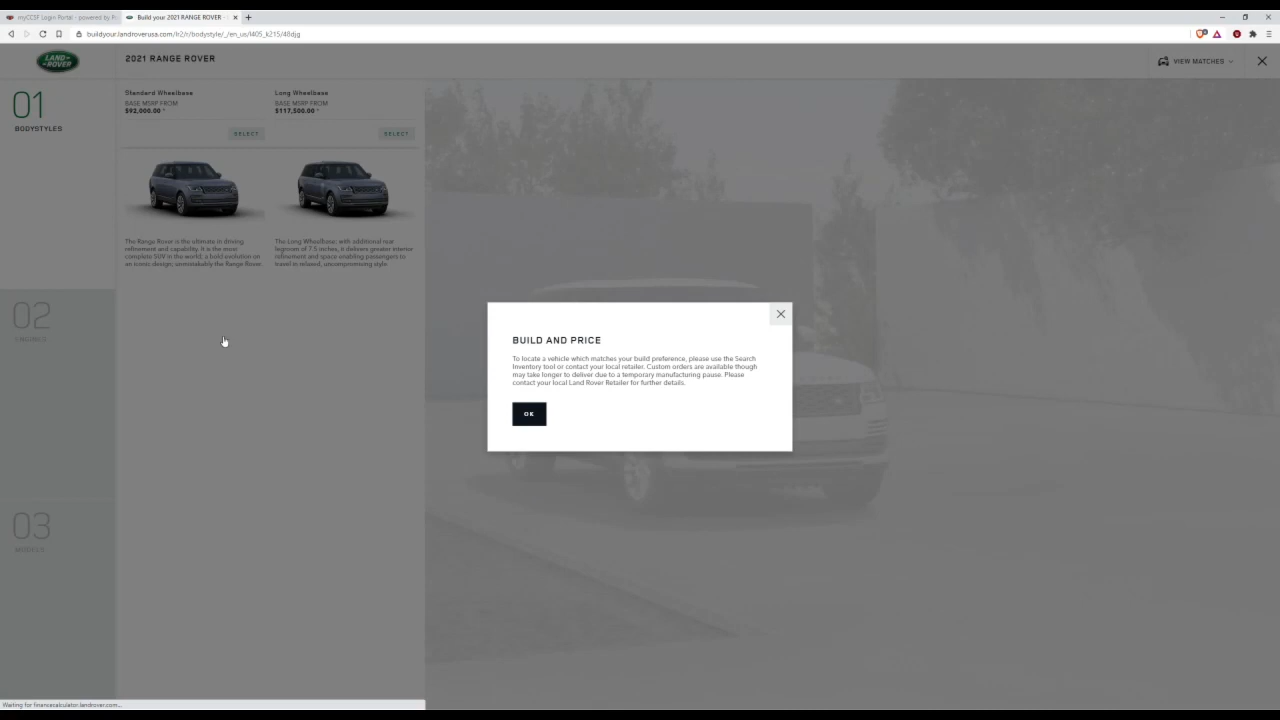 myCCSF Login Portal - powered by
Build your 2021 RANGE ROVER
buildyour.landroverusa.com/lr2/r/bodystyle/_/en_us/l405_k215/48djg
LAND-
-ROVER
2021 RANGE ROVER
VIEW MATCHES
01
BODYSTYLES
Standard Wheelbase
BASE MSRP FROM
$92,000.00 *
SELECT
Long Wheelbase
BASE MSRP FROM
$117,500.00 *
SELECT
The Range Rover is the ultimate in driving
refinement and capability. It is the most
complete SUV in the world: a bold evolution on
an iconic design; unmistakably the Range Rover.
The Long Wheelbase: with additional rear
legroom of 7.5 inches, it delivers greater interior
refinement and space enabling passengers to
travel in relaxed, uncompromising style
02
ENGINES
03
MODELS
BUILD AND PRICE
To locate a vehicle which matches your build preference, please use the Search
Inventory tool or contact your local retailer. Custom orders are available though
may take longer to deliver due to a temporary manufacturing pause. Please
contact your local Land Rover Retailer for further details.
OK
Waiting for financecalculator.landrover.com...